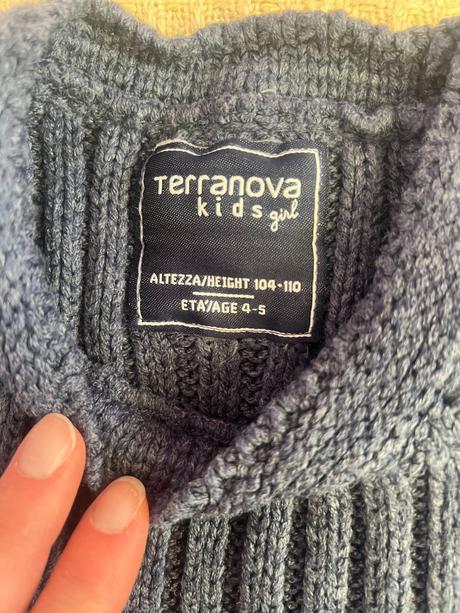 Terranova
kids girl
ALTEZZA/HEIGHT 104-110
ETA'/AGE 4-5